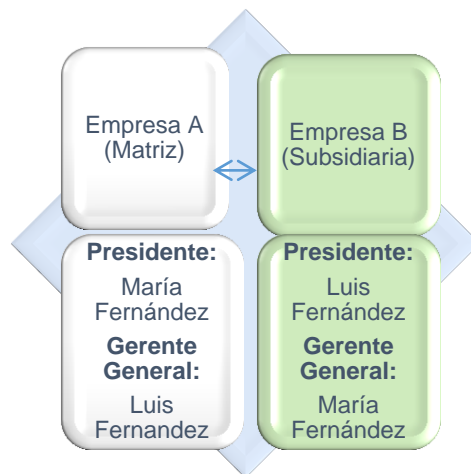 Empresa A
(Matriz)
Empresa B
(Subsidiaria)
Presidente:
María
Fernández
Gerente
General:
Luis
Fernandez
Presidente:
Luis
Fernández
Gerente
General:
María
Fernández